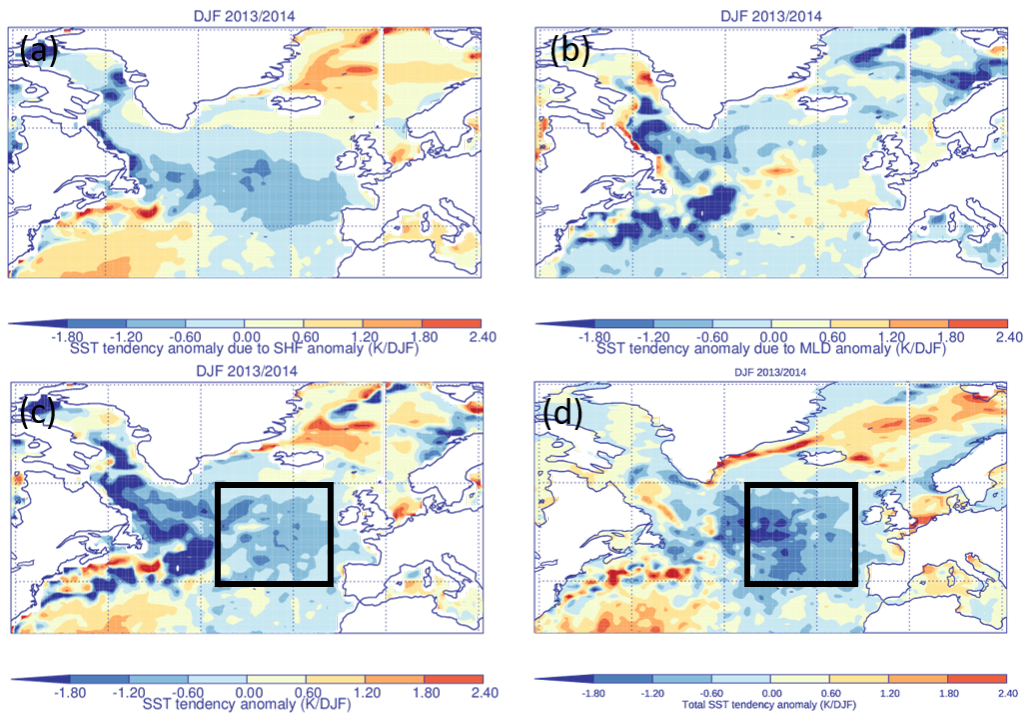 DJF 2013/2014
(a)
-1.80 -1.20 -0.60 0.00 0.60 1.20 1.80 2.40
SST tendency anomaly due to SHF anomaly (K/DJF)
DJF 2013/2014
(b)
-1.80 -1.20 -0.60 0.00 0.60 1.20 1.80 2.40
SST tendency anomaly due to MLD anomaly (K/DJF)
DJF 2013/2014
(c)
-1.80 -1.20 -0.60 0.00 0.60 1.20 1.80 2.40
SST tendency anomaly (K/DJF)
DJF 2013/2014
(d)
-1.80 -1.20 -0.60 0.00 0.60 1.20 1.80 2.40
Total SST tendency anomaly (K/DJF)